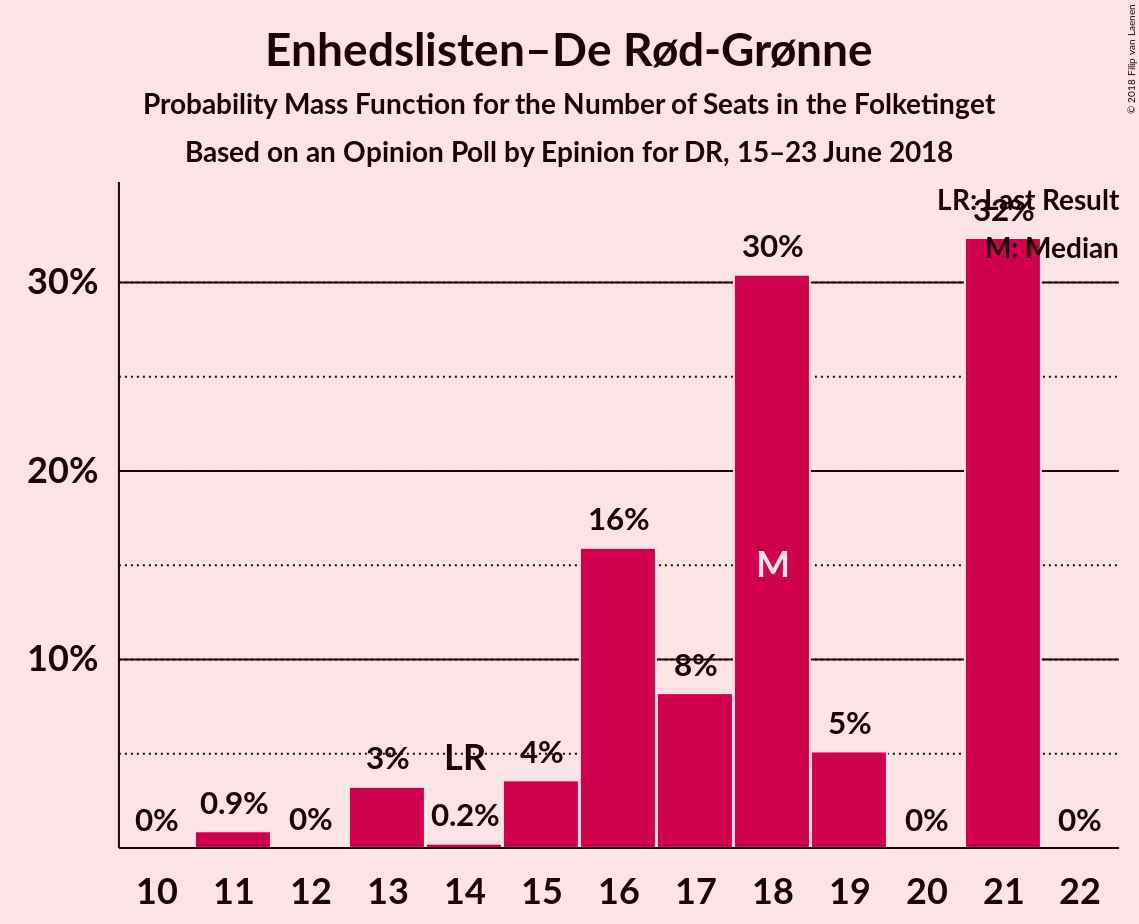 Enhedslisten–De Rød-Grønne
Probability Mass Function for the Number of Seats in the Folketinget
Based on an Opinion Poll by Epinion for DR, 15–23 June 2018
© 2018 Filip van Laenen
LR: Last Result
M: Median
32%
30%
30%
20%
16%
M
10%
8%
5%
3%
LR
4%
0%
0.9%
0%
0.2%
0%
0%
10 11 12 13 14 15 16 17 18 19 20 21 22